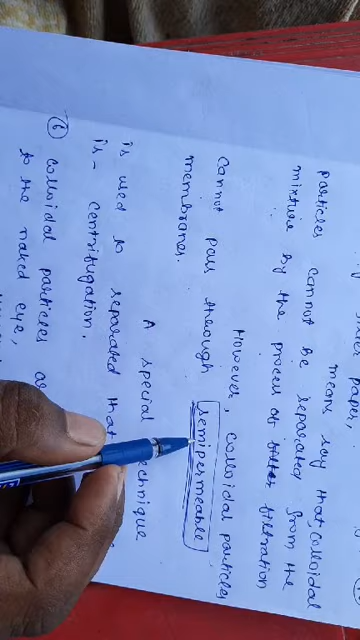 paper,
means say that colloidal
particles cannot be separated from the
mixture by the process of filtration
However, colloidal particles
cannot pass through semipermeable
membranes.
A special technique
is used to separated that
is - centrifugation.
⑥ colloidal particles
to the naked eye,